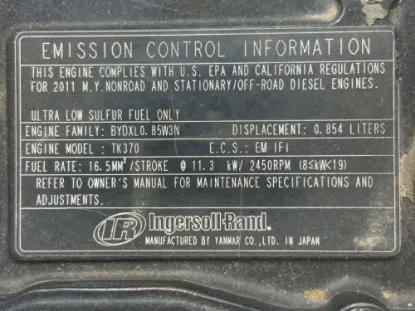 EMISSION CONTROL INFORMATION
THIS ENGINE COMPLIES WITH U.S. EPA AND CALIFORNIA REGULATIONS
FOR 2011 M.Y. NONROAD AND STATIONARY/OFF-ROAD DIESEL ENGINES.
ULTRA LOW SULFUR FUEL ONLY
ENGINE FAMILY: BYDXL0.85W3N DISPLACEMENT: 0.854 LITERS
ENGINE TYPE: TK370 E.C.S.: EM IFI
FUEL RATE: 16.5MM³/STROKE @ 11.3 kW/ 2450RPM (8≤kW<19)
REFER TO OWNER'S MANUAL FOR MAINTENANCE SPECIFICATIONS AND
ADJUSTMENTS.
IR Ingersoll-Rand.
MANUFACTURED BY YANMAR CO.,LTD. IN JAPAN